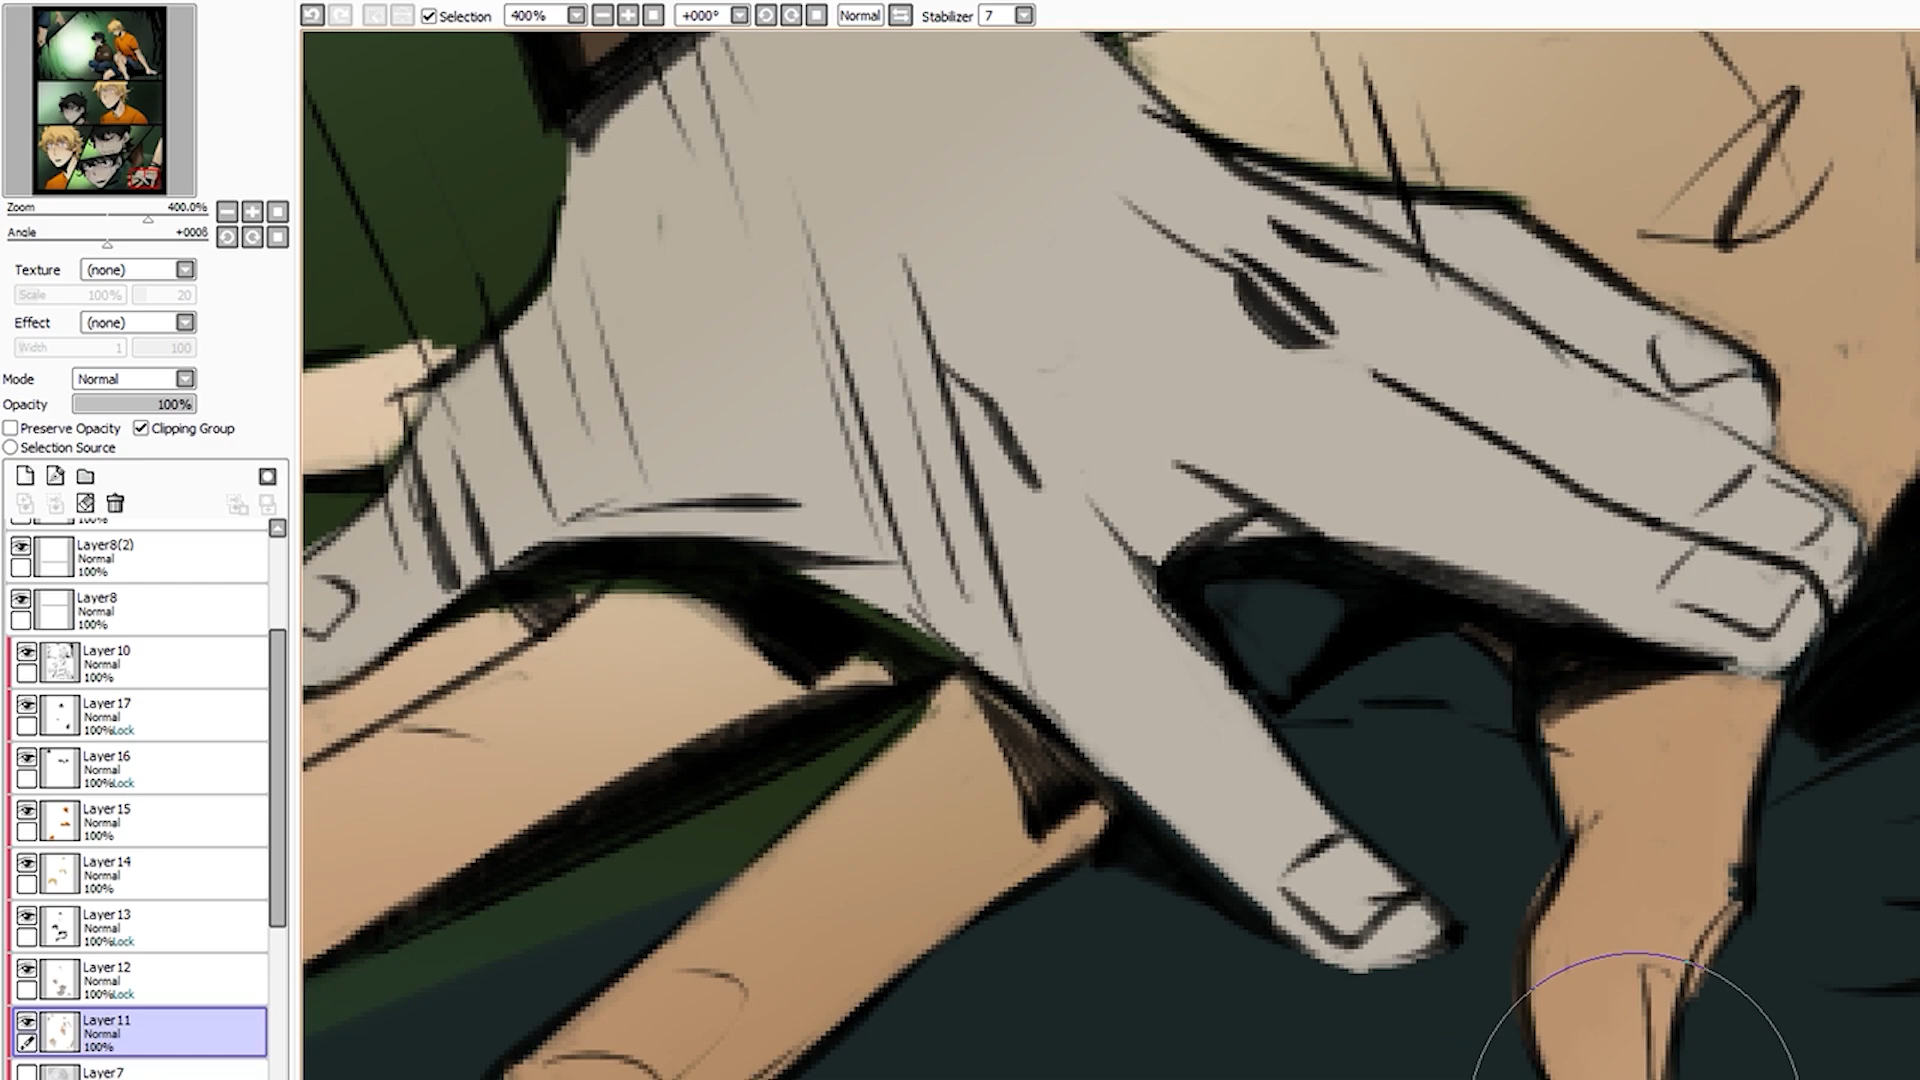 Selection
400%
+000°
Normal
Stabilizer
7
Zoom
400.0%
Angle
+000ß
Texture
(none)
Scale
100%
20
Effect
(none)
Width
1
100
Mode
Normal
Opacity
100%
Preserve Opacity
Clipping Group
Selection Source
100%
Layer8(2)
Normal
100%
Layer8
Normal
100%
Layer10
Normal
100%
Layer17
Normal
100%Lock
Layer16
Normal
100%Lock
Layer15
Normal
100%
Layer14
Normal
100%
Layer13
Normal
100%Lock
Layer12
Normal
100%Lock
Layer11
Normal
100%
Layer7